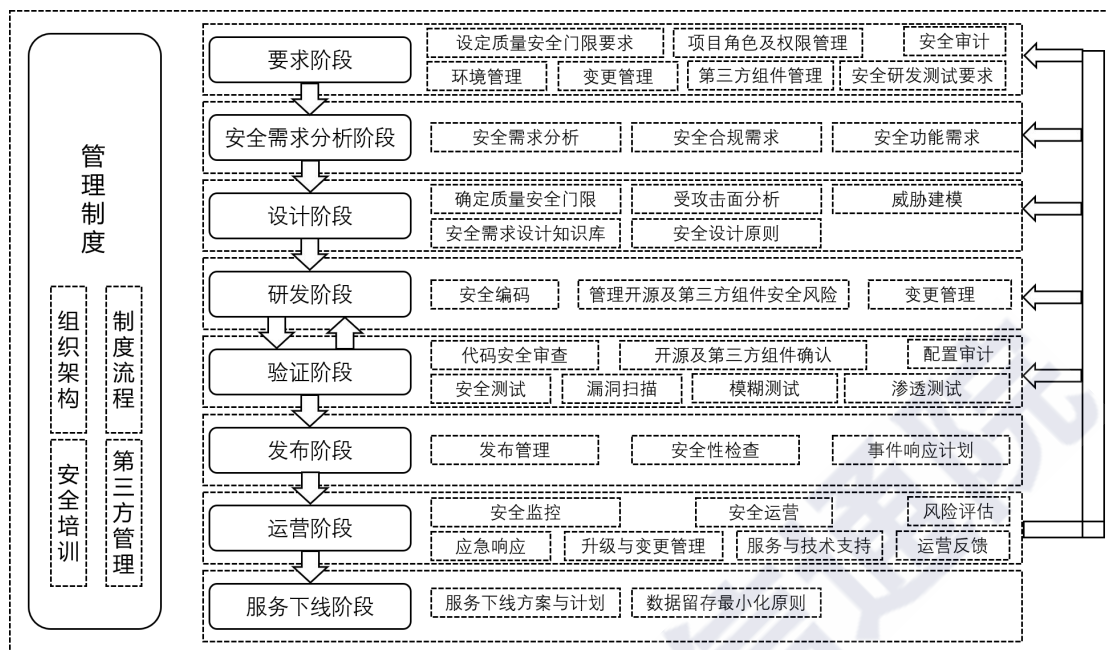 管理制度
组织架构
制度流程
安全培训
第三方管理
要求阶段
设定质量安全门限要求
项目角色及权限管理
安全审计
环境管理
变更管理
第三方组件管理
安全研发测试要求
安全需求分析阶段
安全需求分析
安全合规需求
安全功能需求
设计阶段
确定质量安全门限
受攻击面分析
威胁建模
安全需求设计知识库
安全设计原则
研发阶段
安全编码
管理开源及第三方组件安全风险
变更管理
验证阶段
代码安全审查
开源及第三方组件确认
配置审计
安全测试
漏洞扫描
模糊测试
渗透测试
发布阶段
发布管理
安全性检查
事件响应计划
运营阶段
安全监控
安全运营
风险评估
应急响应
升级与变更管理
服务与技术支持
运营反馈
服务下线阶段
服务下线方案与计划
数据留存最小化原则
信通院